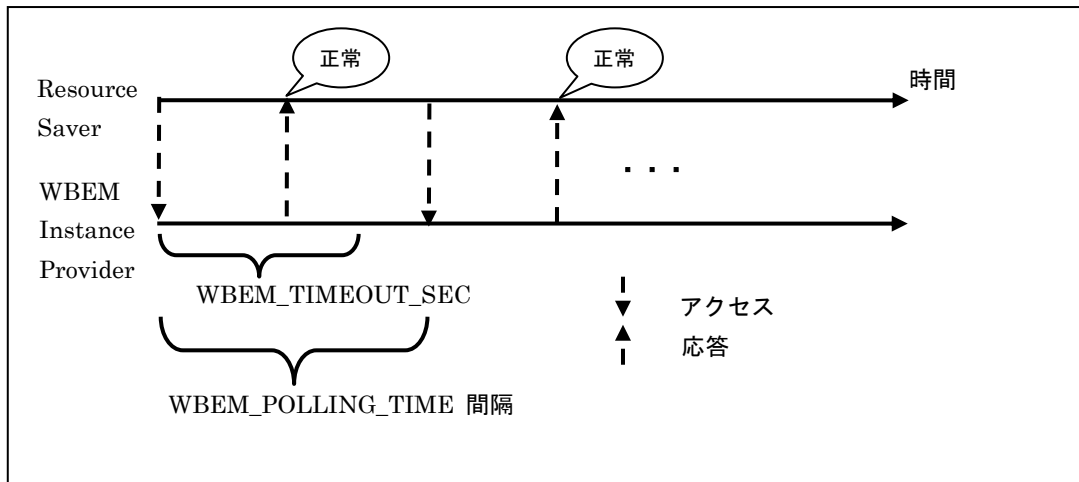 正常
正常
時間
Resource
Saver
・・・
WBEM
Instance
Provider
WBEM_TIMEOUT_SEC
アクセス
応答
WBEM_POLLING_TIME 間隔